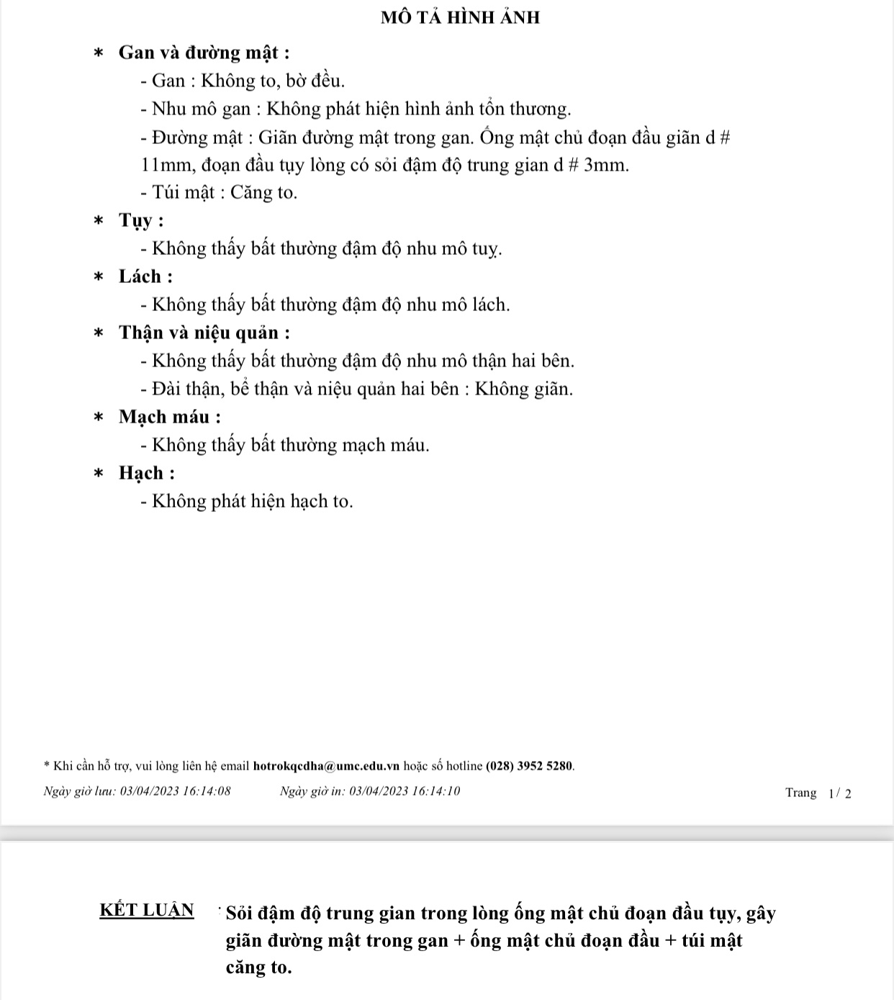 MÔ TẢ HÌNH ẢNH
* Gan và đường mật :
- Gan : Không to, bờ đều.
- Nhu mô gan : Không phát hiện hình ảnh tổn thương.
- Đường mật : Giãn đường mật trong gan. Ống mật chủ đoạn đầu giãn d #
11mm, đoạn đầu tụy lòng có sỏi đậm độ trung gian d # 3mm.
- Túi mật : Căng to.
* Tụy :
- Không thấy bất thường đậm độ nhu mô tuỵ.
* Lách :
- Không thấy bất thường đậm độ nhu mô lách.
* Thận và niệu quản :
- Không thấy bất thường đậm độ nhu mô thận hai bên.
- Đài thận, bể thận và niệu quản hai bên : Không giãn.
* Mạch máu :
- Không thấy bất thường mạch máu.
* Hạch :
- Không phát hiện hạch to.
* Khi cần hỗ trợ, vui lòng liên hệ email hotrokqcdha@umc.edu.vn hoặc số hotline (028) 3952 5280.
Ngày giờ lưu: 03/04/2023 16:14:08 Ngày giờ in: 03/04/2023 16:14:10 Trang 1/ 2
KẾT LUẬN : Sỏi đậm độ trung gian trong lòng ống mật chủ đoạn đầu tụy, gây
giãn đường mật trong gan + ống mật chủ đoạn đầu + túi mật
căng to.